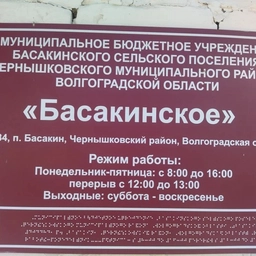 МУНИЦИПАЛЬНОЕ БЮДЖЕТНОЕ УЧРЕЖДЕН
БАСАКИНСКОГО СЕЛЬСКОГО ПОСЕЛЕНИЯ
ЧЕРНЫШКОВСКОГО МУНИЦИПАЛЬНОГО РАЙ
ВОЛГОГРАДСКОЙ ОБЛАСТИ
«Басакинское»
34, п. Басакин, Чернышковский район, Волгоградская о
Режим работы:
Понедельник-пятница: с 8:00 до 16:00
перерыв с 12:00 до 13:00
Выходные: суббота - воскресенье